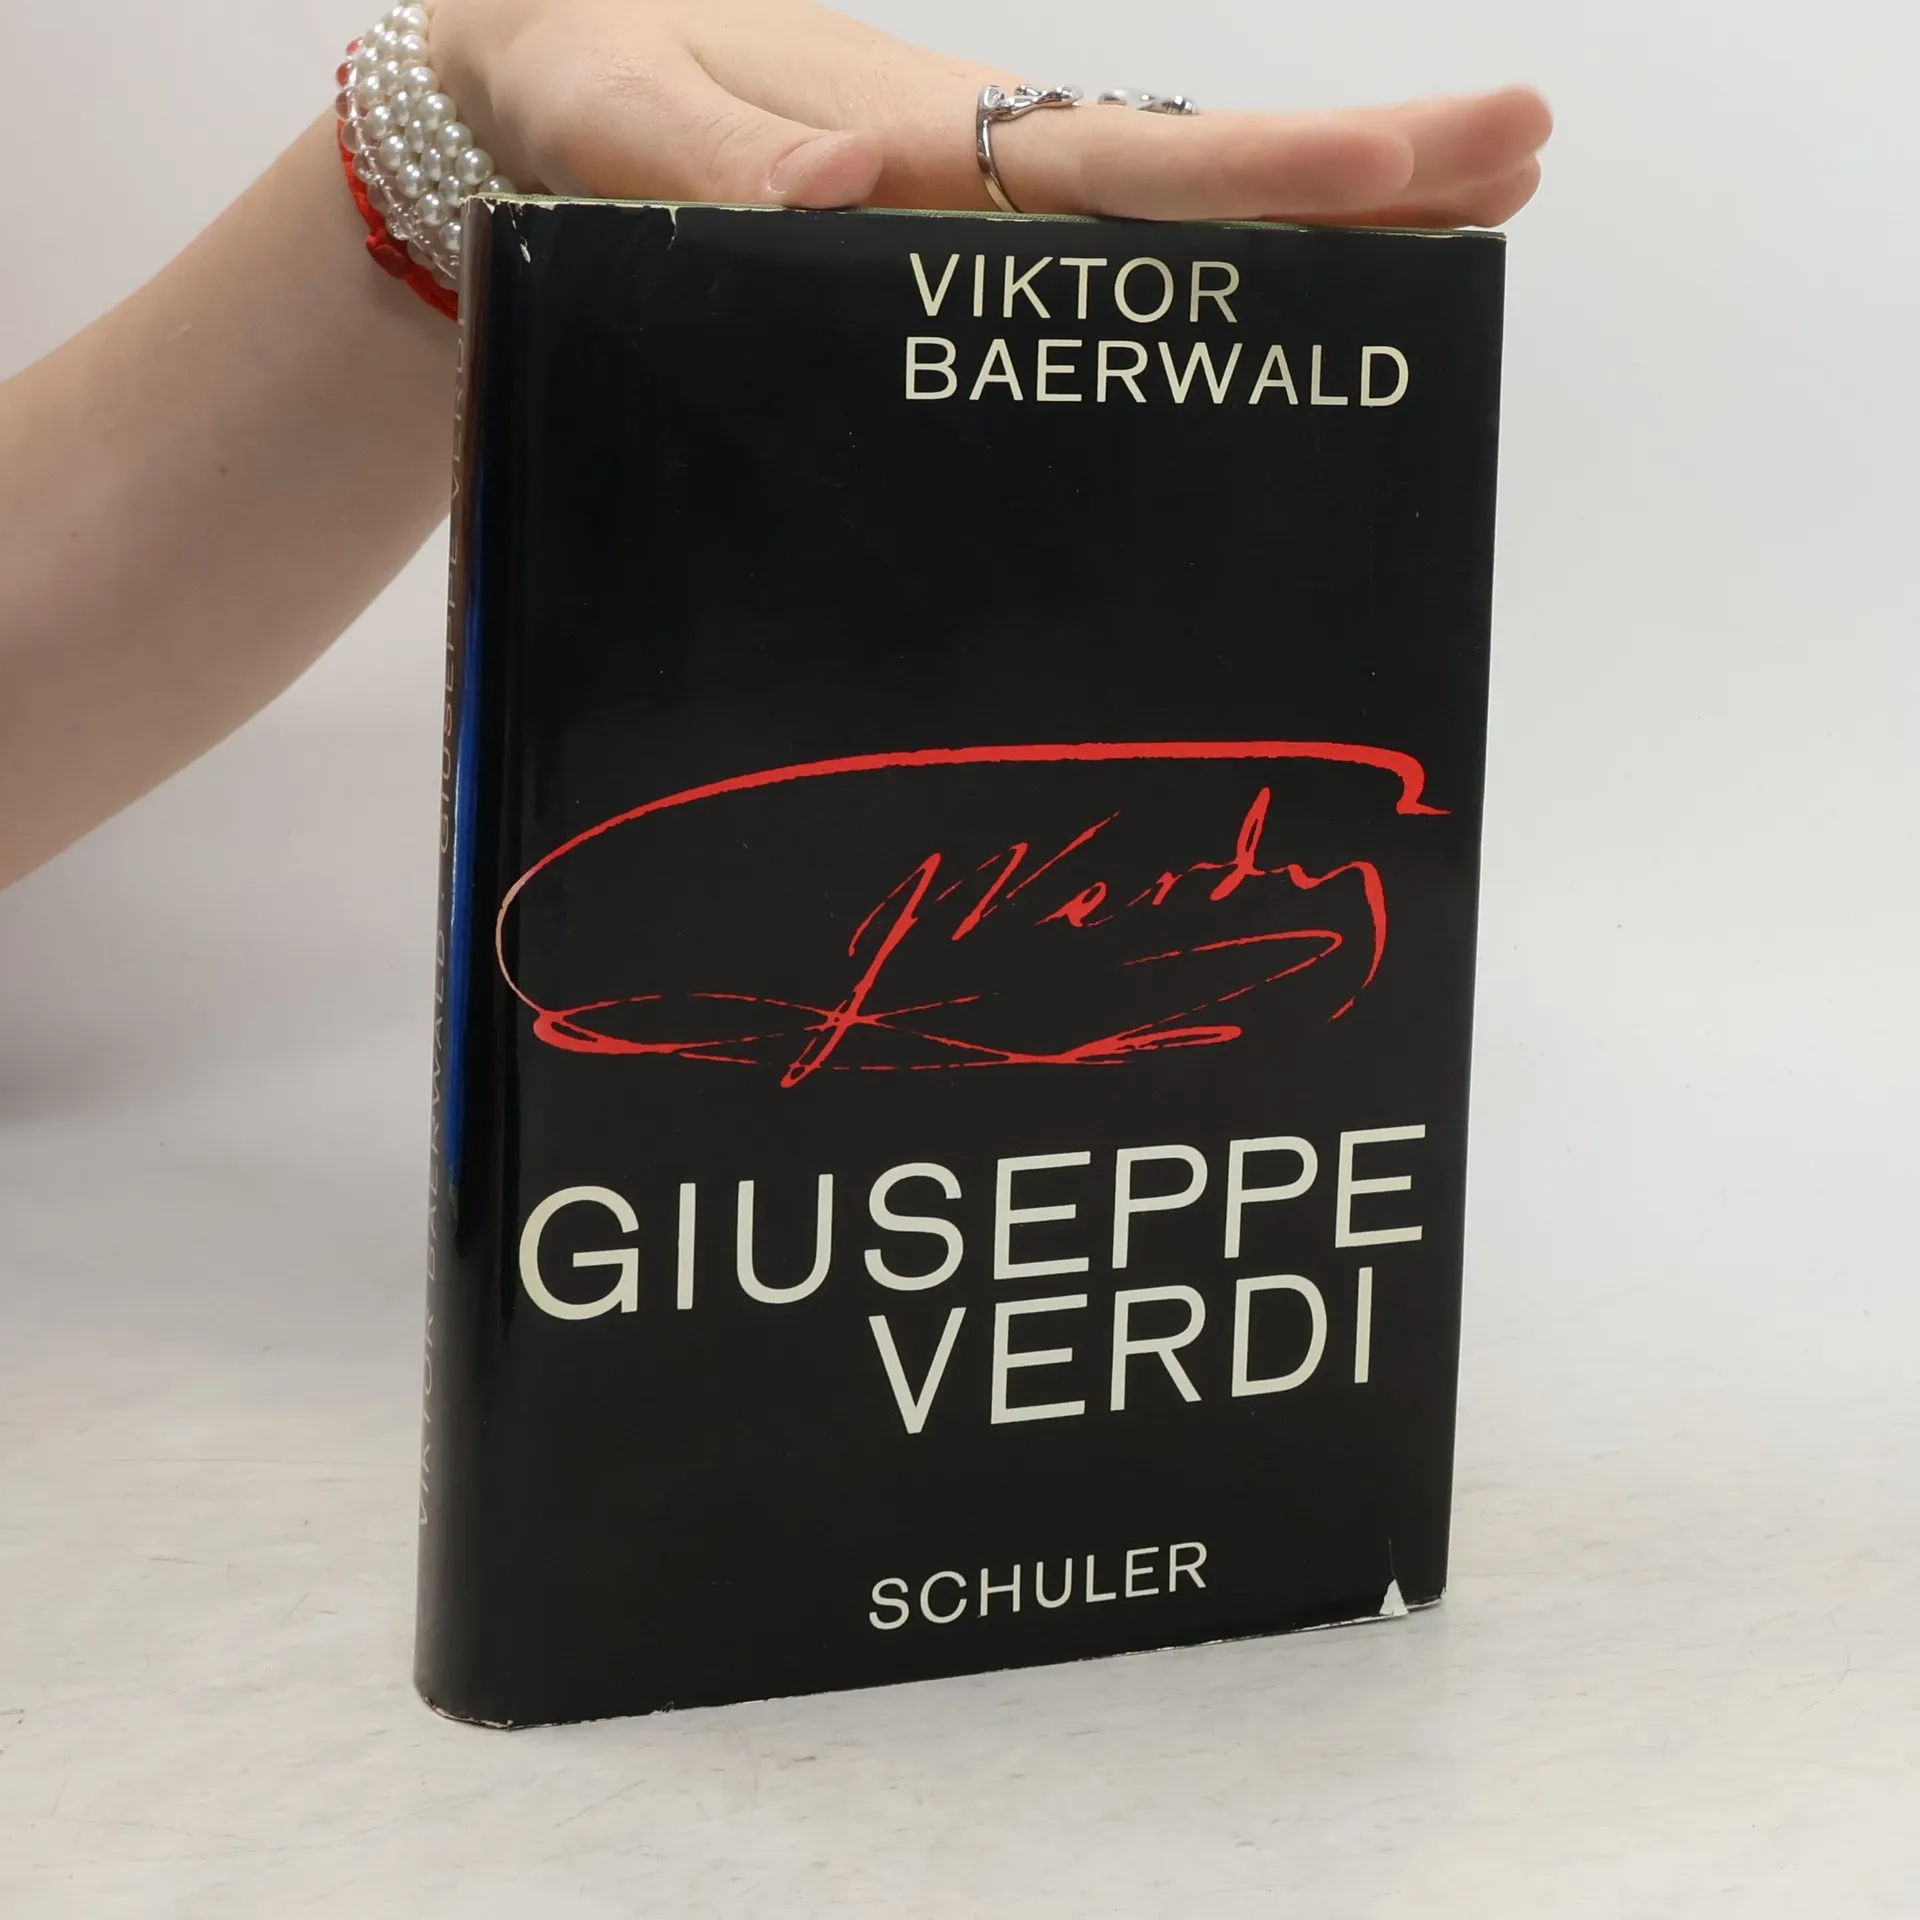 VIKTOR
BAERWALD
G Verdi
GIUSEPPE
VERDI
SCHULER
VIKTOR BAERWALD · GIUSEPPE VERDI